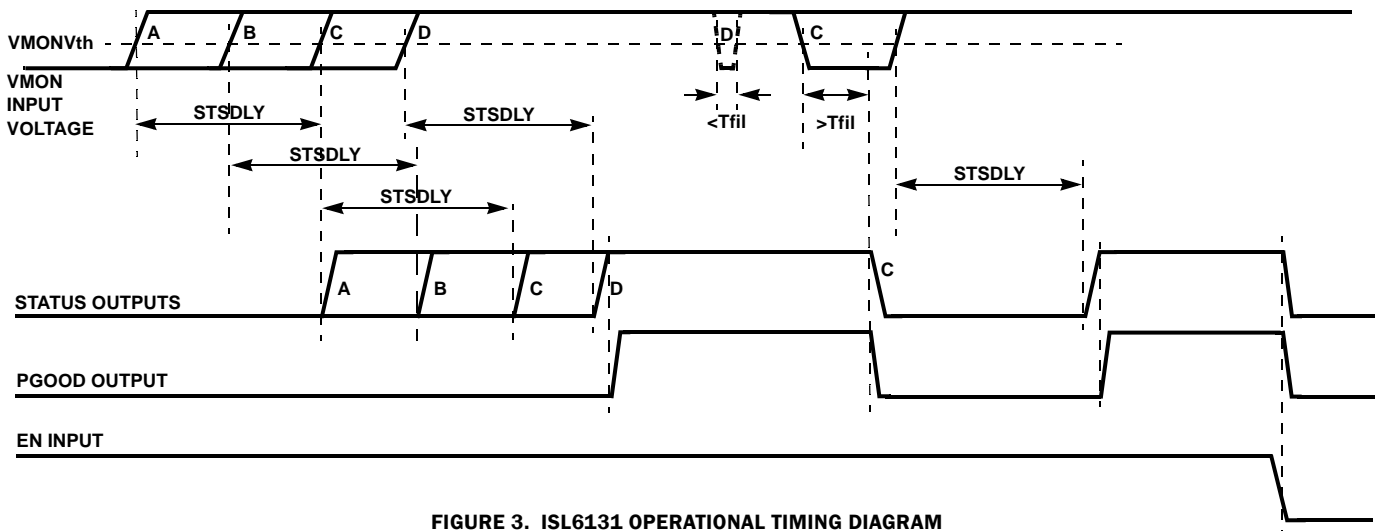 A B C D D C
VMONVth
VMON
INPUT
VOLTAGE
<Tfil >Tfil
STSDLY STSDLY
STSDLY
STSDLY
STSDLY
C
A B C D
STATUS OUTPUTS
PGOOD OUTPUT
EN INPUT
FIGURE 3. ISL6131 OPERATIONAL TIMING DIAGRAM